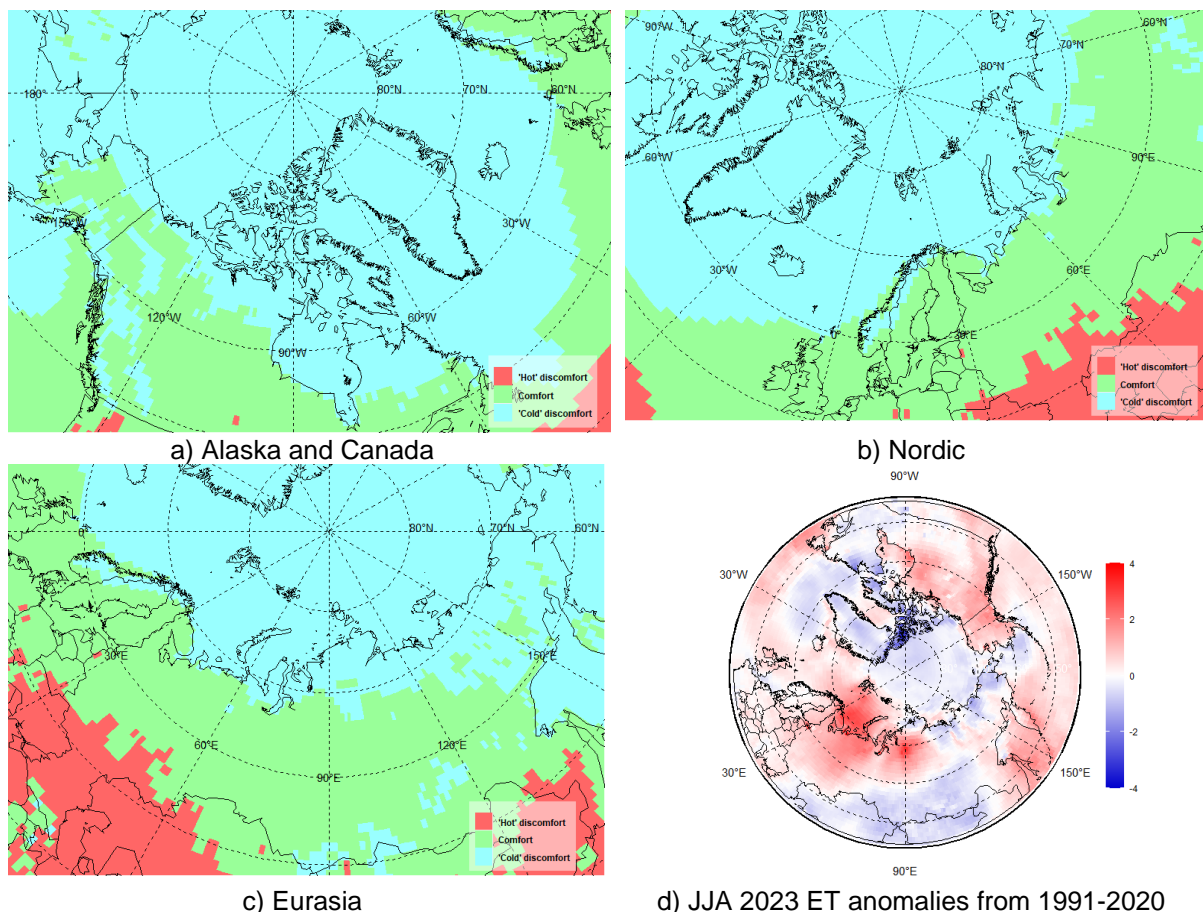 180°
80°N
70°N
60°N
150°W
30°W
120°W
60°W
90°W
'Hot' discomfort
Comfort
'Cold' discomfort
a) Alaska and Canada
90°W
60°N
70°N
80°N
60°W
90°E
30°W
60°E
0°
30°E
'Hot' discomfort
Comfort
'Cold' discomfort
b) Nordic
0°
80°N
70°N
60°N
30°E
150°E
60°E
120°E
90°E
'Hot' discomfort
Comfort
'Cold' discomfort
c) Eurasia
90°W
30°W
150°W
4
2
0
-2
-4
30°E
150°E
90°E
d) JJA 2023 ET anomalies from 1991-2020